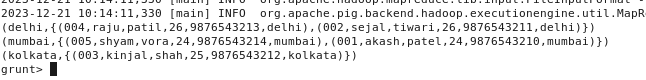 2023-12-21 10:14:11,330 [main] INFO org.apache.hadoop.mapreduce.lib.input.FileInputFormat -
2023-12-21 10:14:11,330 [main] INFO org.apache.pig.backend.hadoop.executionengine.util.MapR
(delhi,{(004,raju,patil,26,9876543213,delhi),(002,sejal,tiwari,26,9876543211,delhi)})
(mumbai,{(005,shyam,vora,24,9876543214,mumbai),(001,akash,patel,24,9876543210,mumbai)})
(kolkata,{(003,kinjal,shah,25,9876543212,kolkata)})
grunt>